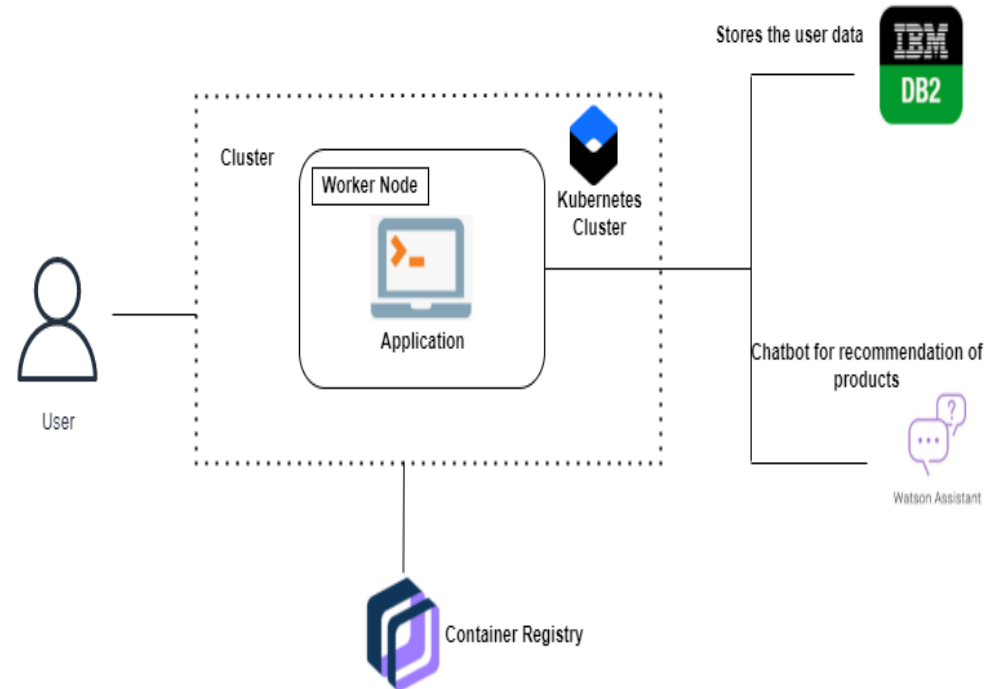 Stores the user data
IBM
DB2
Cluster
Worker Node
Kubernetes
Cluster
Application
Chatbot for recommendation of
products
User
Watson Assistant
Container Registry